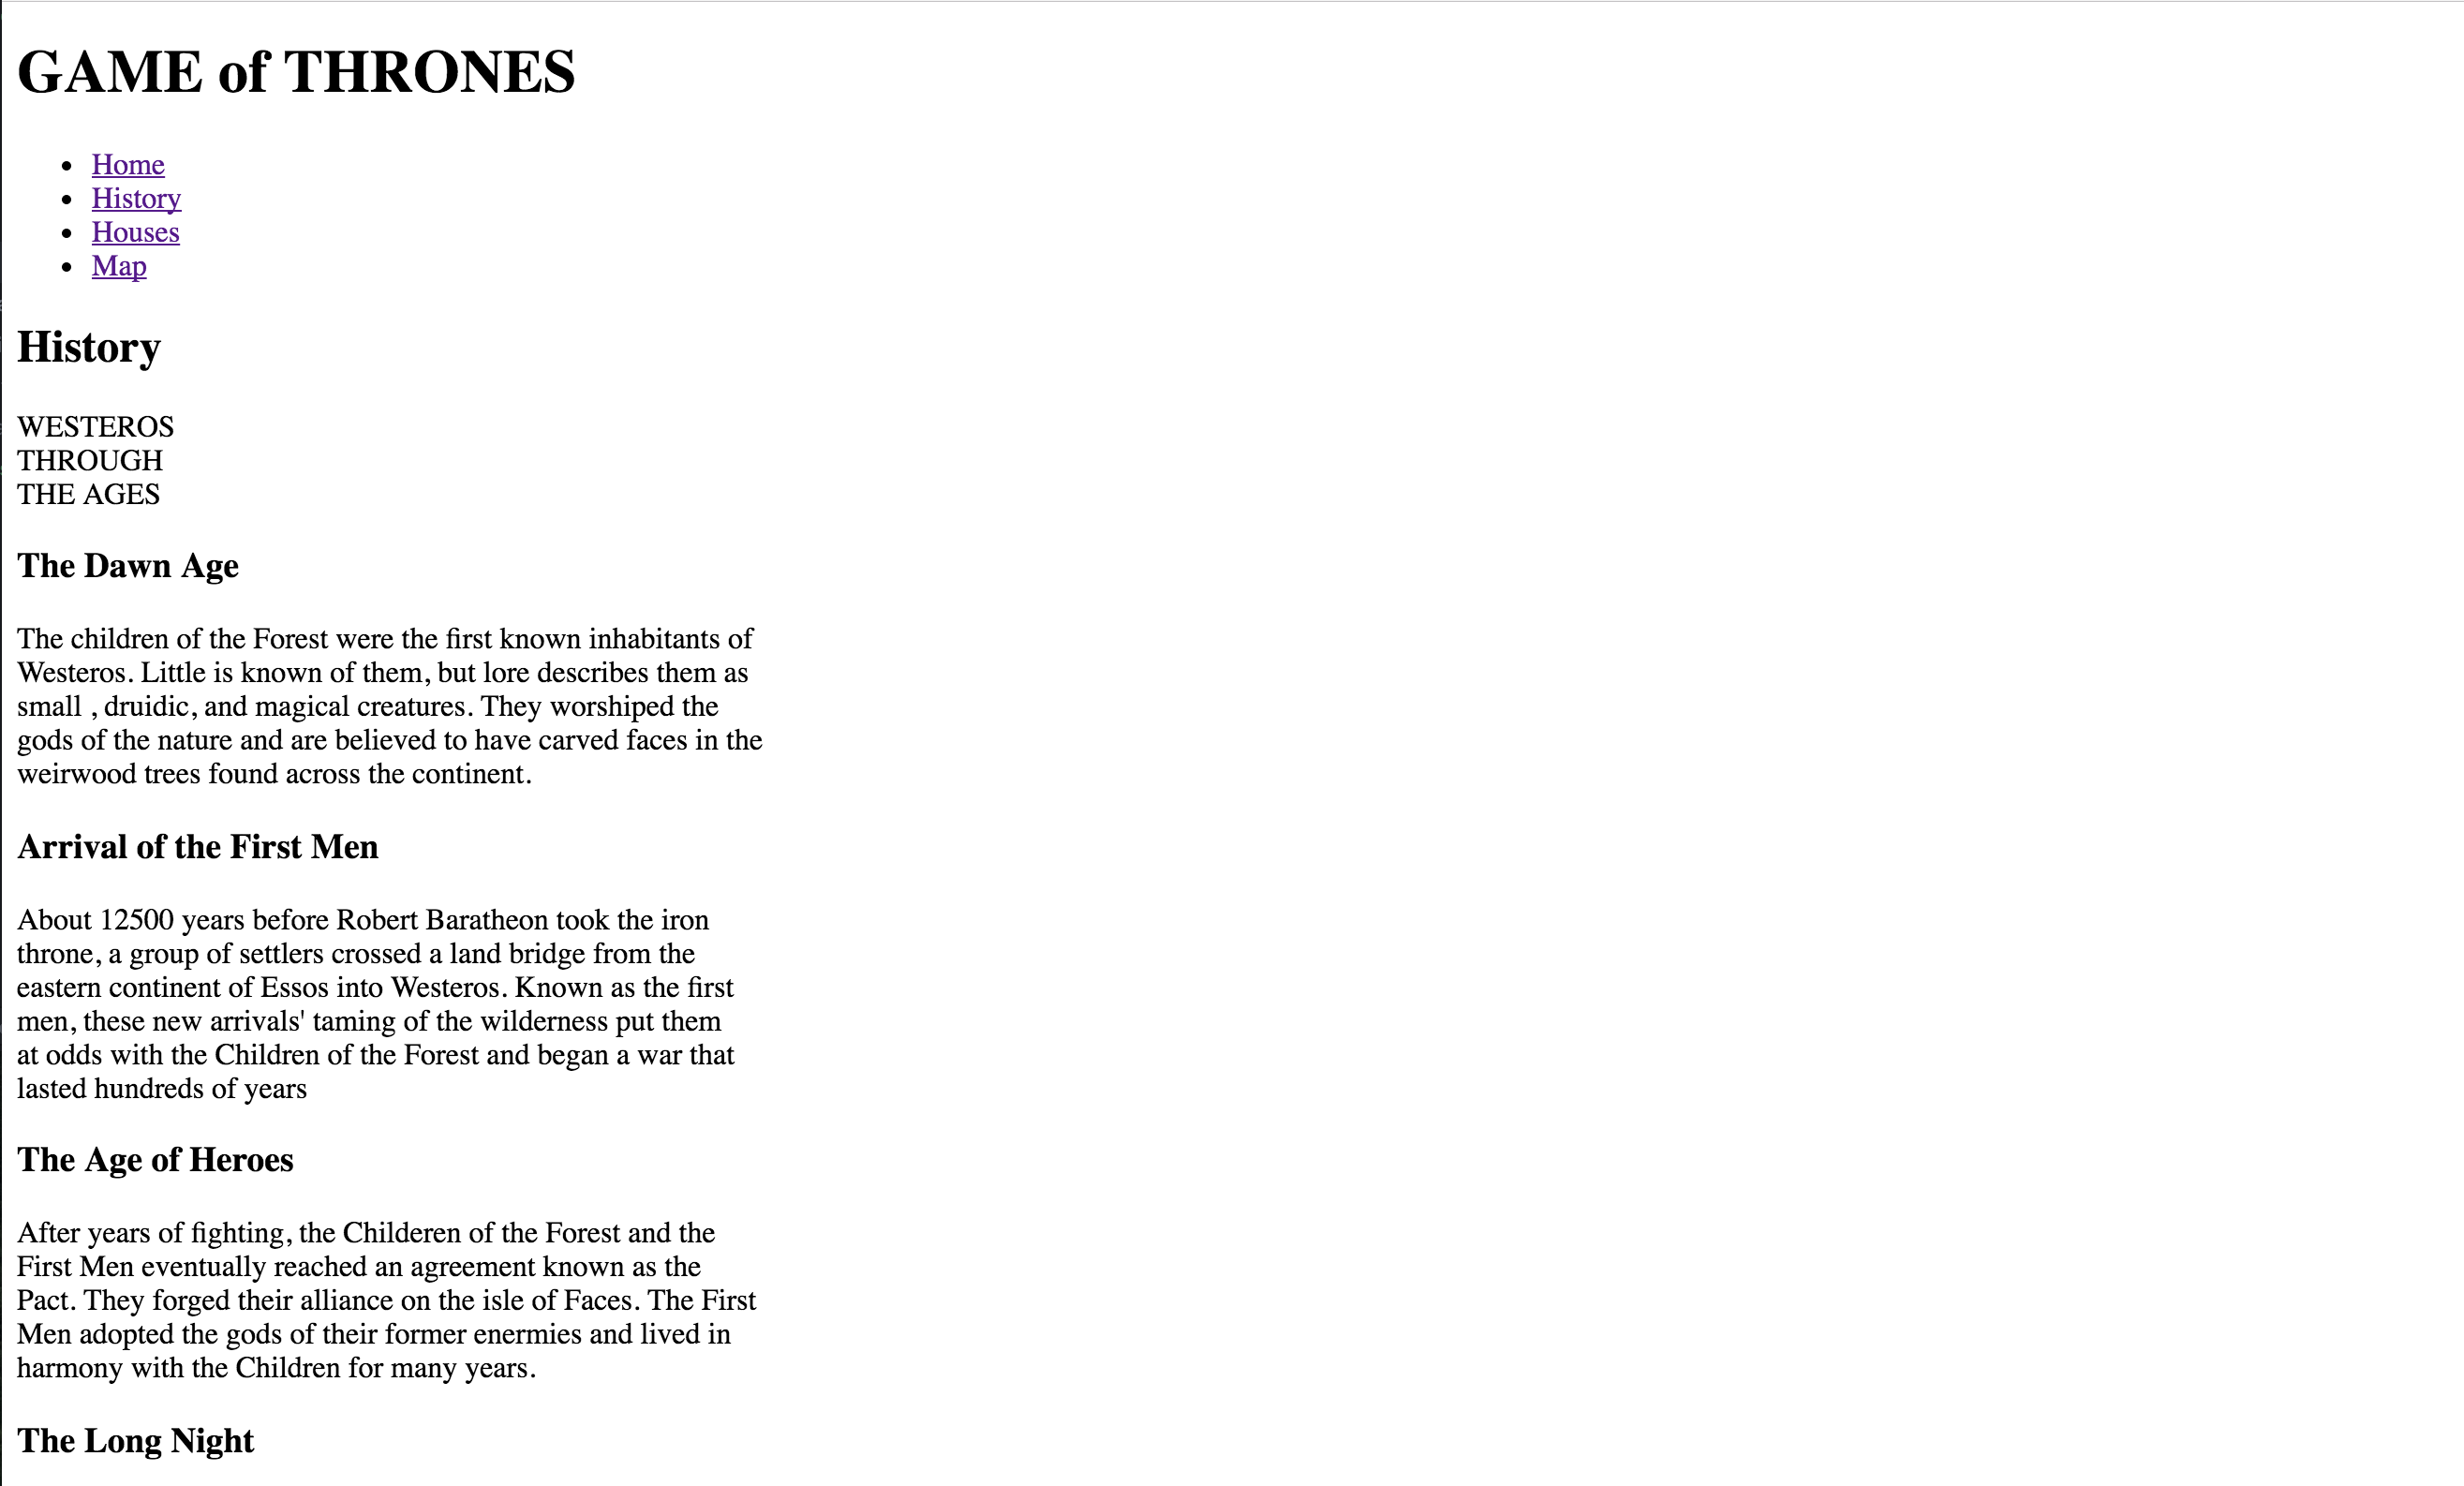 GAME of THRONES
Home
History
Houses
Map
History
WESTEROS
THROUGH
THE AGES
The Dawn Age
The children of the Forest were the first known inhabitants of
Westeros. Little is known of them, but lore describes them as
small , druidic, and magical creatures. They worshiped the
gods of the nature and are believed to have carved faces in the
weirwood trees found across the continent.
Arrival of the First Men
About 12500 years before Robert Baratheon took the iron
throne, a group of settlers crossed a land bridge from the
eastern continent of Essos into Westeros. Known as the first
men, these new arrivals' taming of the wilderness put them
at odds with the Children of the Forest and began a war that
lasted hundreds of years
The Age of Heroes
After years of fighting, the Childeren of the Forest and the
First Men eventually reached an agreement known as the
Pact. They forged their alliance on the isle of Faces. The First
Men adopted the gods of their former enermies and lived in
harmony with the Children for many years.
The Long Night